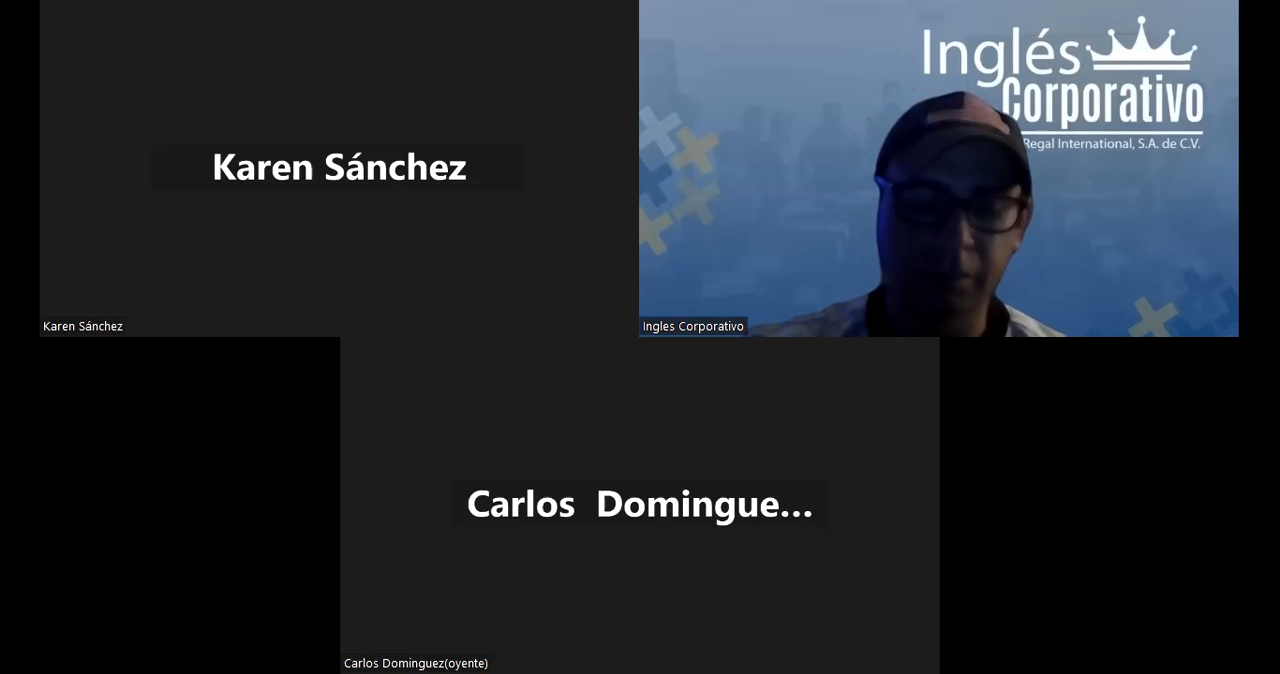 Karen Sánchez
Karen Sánchez
Inglés
Corporativo
Regal International, S.A. de C.V.
Ingles Corporativo
Carlos Domingue...
Carlos Dominguez(oyente)